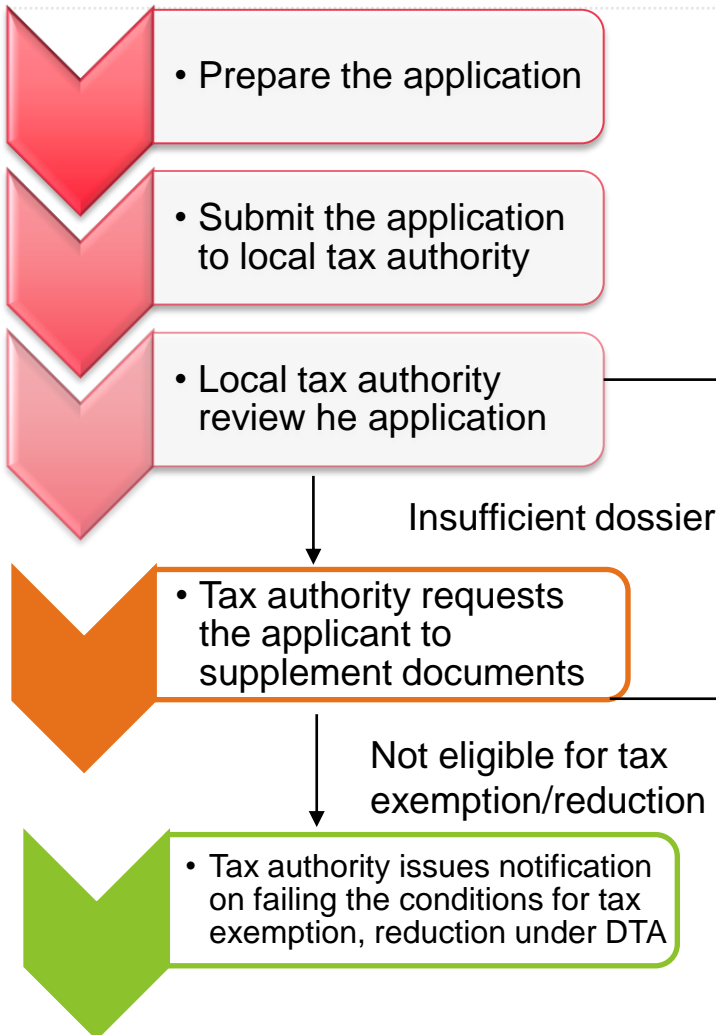 • Prepare the application
• Submit the application
to local tax authority
• Local tax authority
review he application
Insufficient dossier
• Tax authority requests
the applicant to
supplement documents
Not eligible for tax
exemption/reduction
• Tax authority issues notification
on failing the conditions for tax
exemption, reduction under DTA